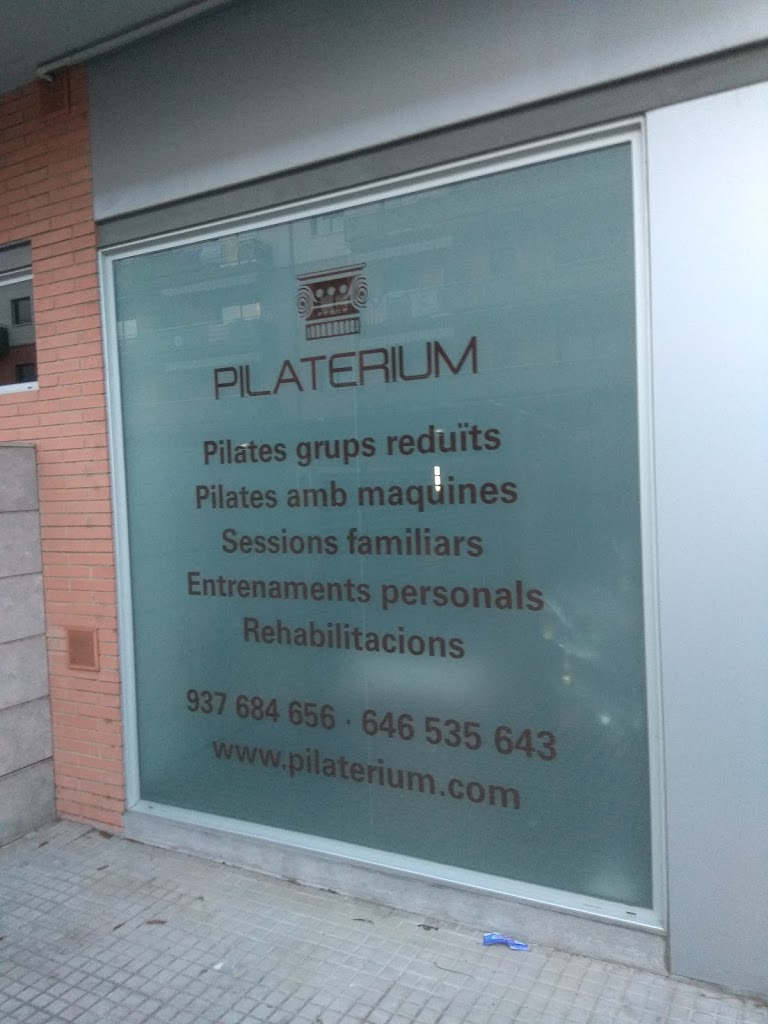 PILATERIUM
Pilates grups reduïts
Pilates amb maquines
Sessions familiars
Entrenaments personals
Rehabilitacions
937 684 656 · 646 535 643
www.pilaterium.com